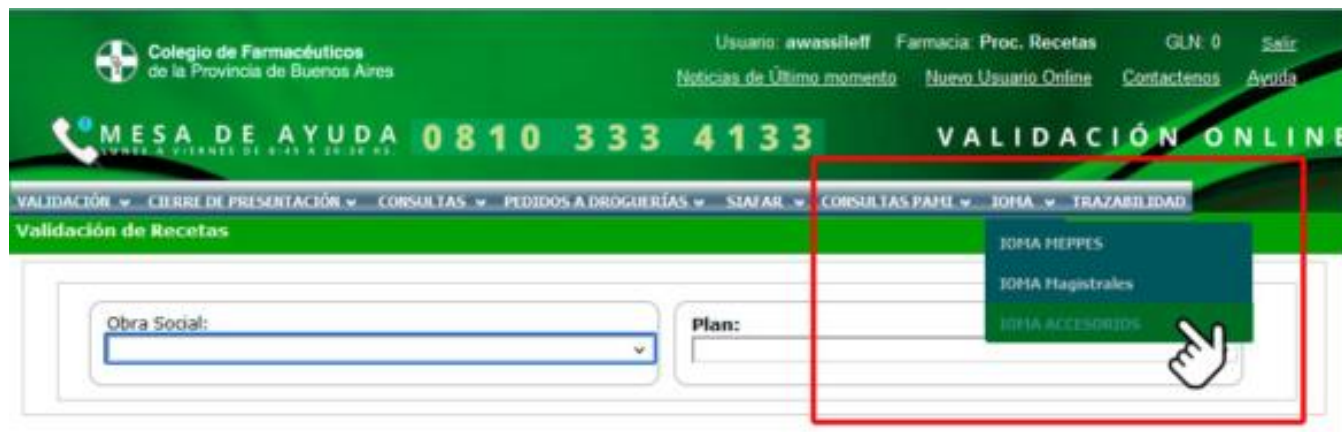 Colegio de Farmacéuticos
de la Provincia de Buenos Aires
Usuario: awassileff Farmacia: Proc. Recetas GLN: 0 Salir
Noticias de Último momento Nuevo Usuario Online Contactenos Ayuda
MESA DE AYUDA 0810 333 4133 VALIDACIÓN ONLINE
LUNES A VIERNES DE
VALIDACIÓN CIERRE DE PRESENTACIÓN CONSULTAS PEDIDOS A DROGUERÍAS SIAFAR CONSULTAS PAMI IOMA TRAZABILIDAD
Validación de Recetas
IOMA MEPPES
IOMA Magistrales
IOMA ACCESORIOS
Obra Social:
Plan: